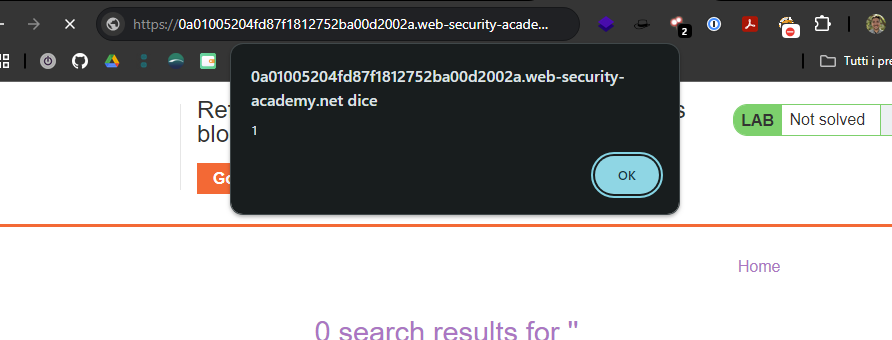 https://0a01005204fd87f1812752ba00d2002a.web-security-acade...
2
Tutti i pre
0a01005204fd87f1812752ba00d2002a.web-security-
academy.net dice
1
OK
Ref
s
blo
Go
LAB Not solved
Home
0 search results for ''